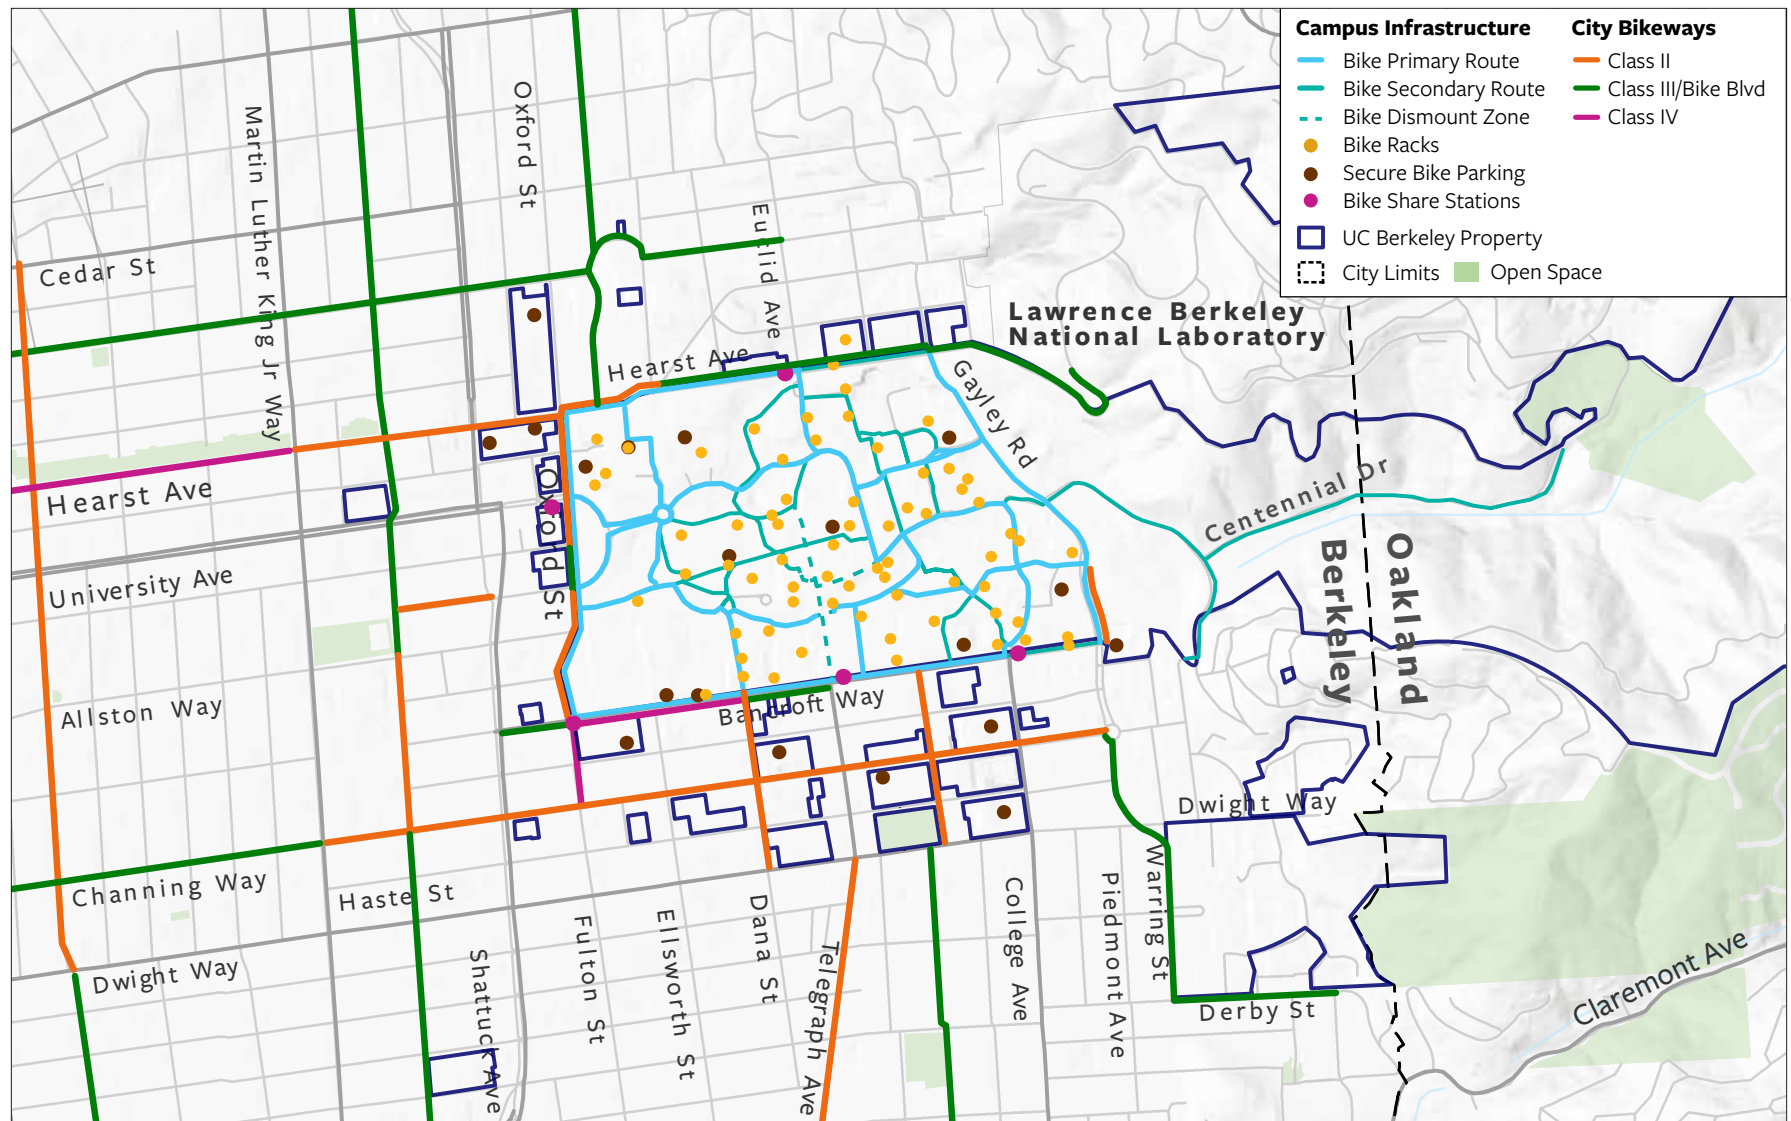 Campus Infrastructure
Bike Primary Route
Bike Secondary Route
Bike Dismount Zone
Bike Racks
Secure Bike Parking
Bike Share Stations
UC Berkeley Property
City Limits
Open Space
City Bikeways
Class II
Class III/Bike Blvd
Class IV
Oxford St
Martin Luther King Jr Way
Euclid Ave
Cedar St
Lawrence Berkeley
National Laboratory
Hearst Ave
Gayley Rd
Hearst Ave
Oxford St
Centennial Dr
Berkeley
Oakland
University Ave
Allston Way
Bancroft Way
Dwight Way
Channing Way
Haste St
Dwight Way
Shattuck Ave
Fulton St
Ellsworth St
Dana St
Telegraph Ave
College Ave
Piedmont Ave
Warring St
Derby St
Claremont Ave